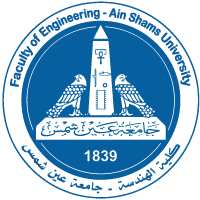 Faculty of Engineering - Ain Shams University
جامعة عين شمس
1839
كلية الهندسة - جامعة عين شمس